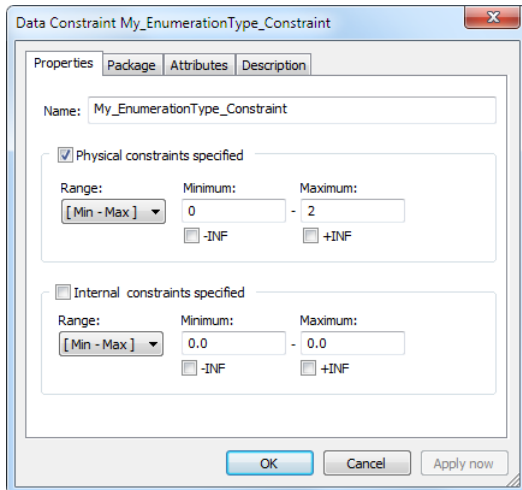 Data Constraint My_EnumerationType_Constraint
Properties Package Attributes Description
Name: My_EnumerationType_Constraint
Physical constraints specified
Range: Minimum: Maximum:
[ Min - Max ] 0 - 2
-INF +INF
Internal constraints specified
Range: Minimum: Maximum:
[ Min - Max ] 0.0 - 0.0
-INF +INF
OK Cancel Apply now